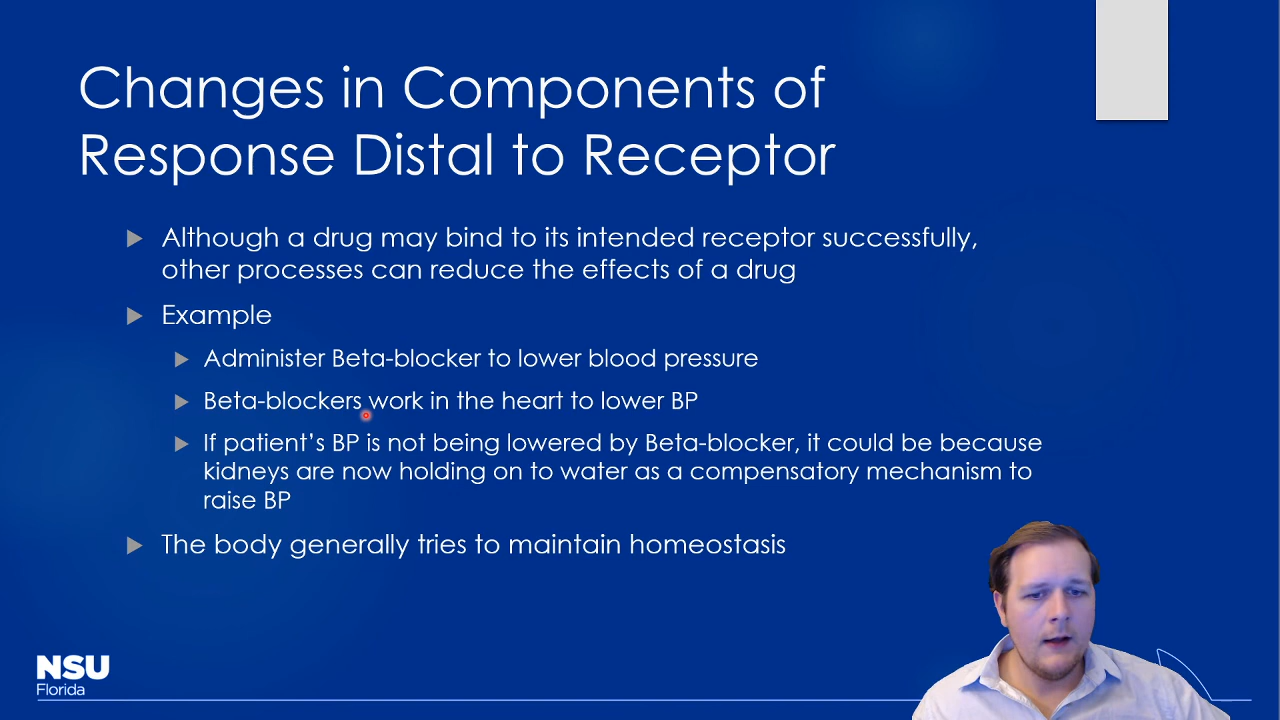 Changes in Components of
Response Distal to Receptor
Although a drug may bind to its intended receptor successfully,
other processes can reduce the effects of a drug
Example
Administer Beta-blocker to lower blood pressure
Beta-blockers work in the heart to lower BP
If patient's BP is not being lowered by Beta-blocker, it could be because
kidneys are now holding on to water as a compensatory mechanism to
raise BP
The body generally tries to maintain homeostasis
NSU
Florida